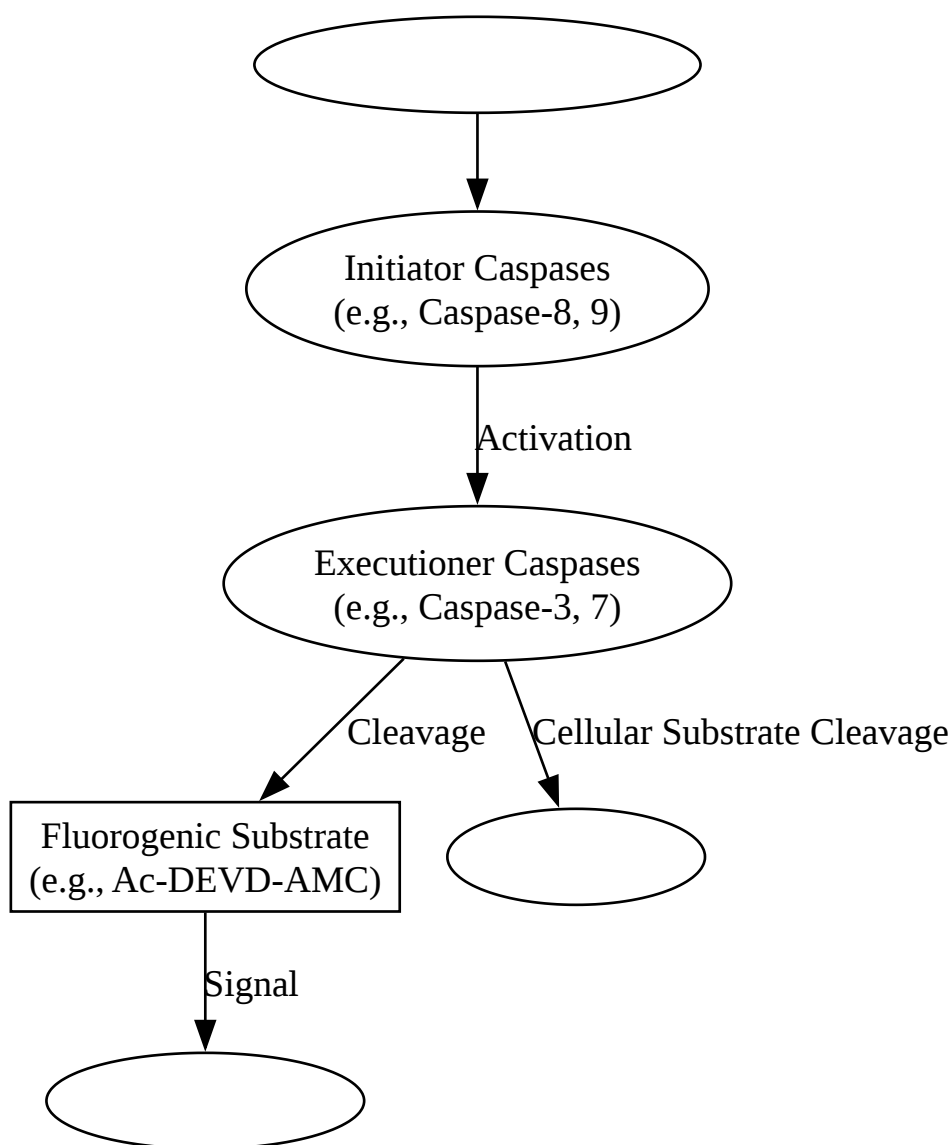 Initiator Caspases
(e.g., Caspase-8, 9)
Activation
Executioner Caspases
(e.g., Caspase-3, 7)
Cleavage
Cellular Substrate Cleavage
Fluorogenic Substrate
(e.g., Ac-DEVD-AMC)
Signal